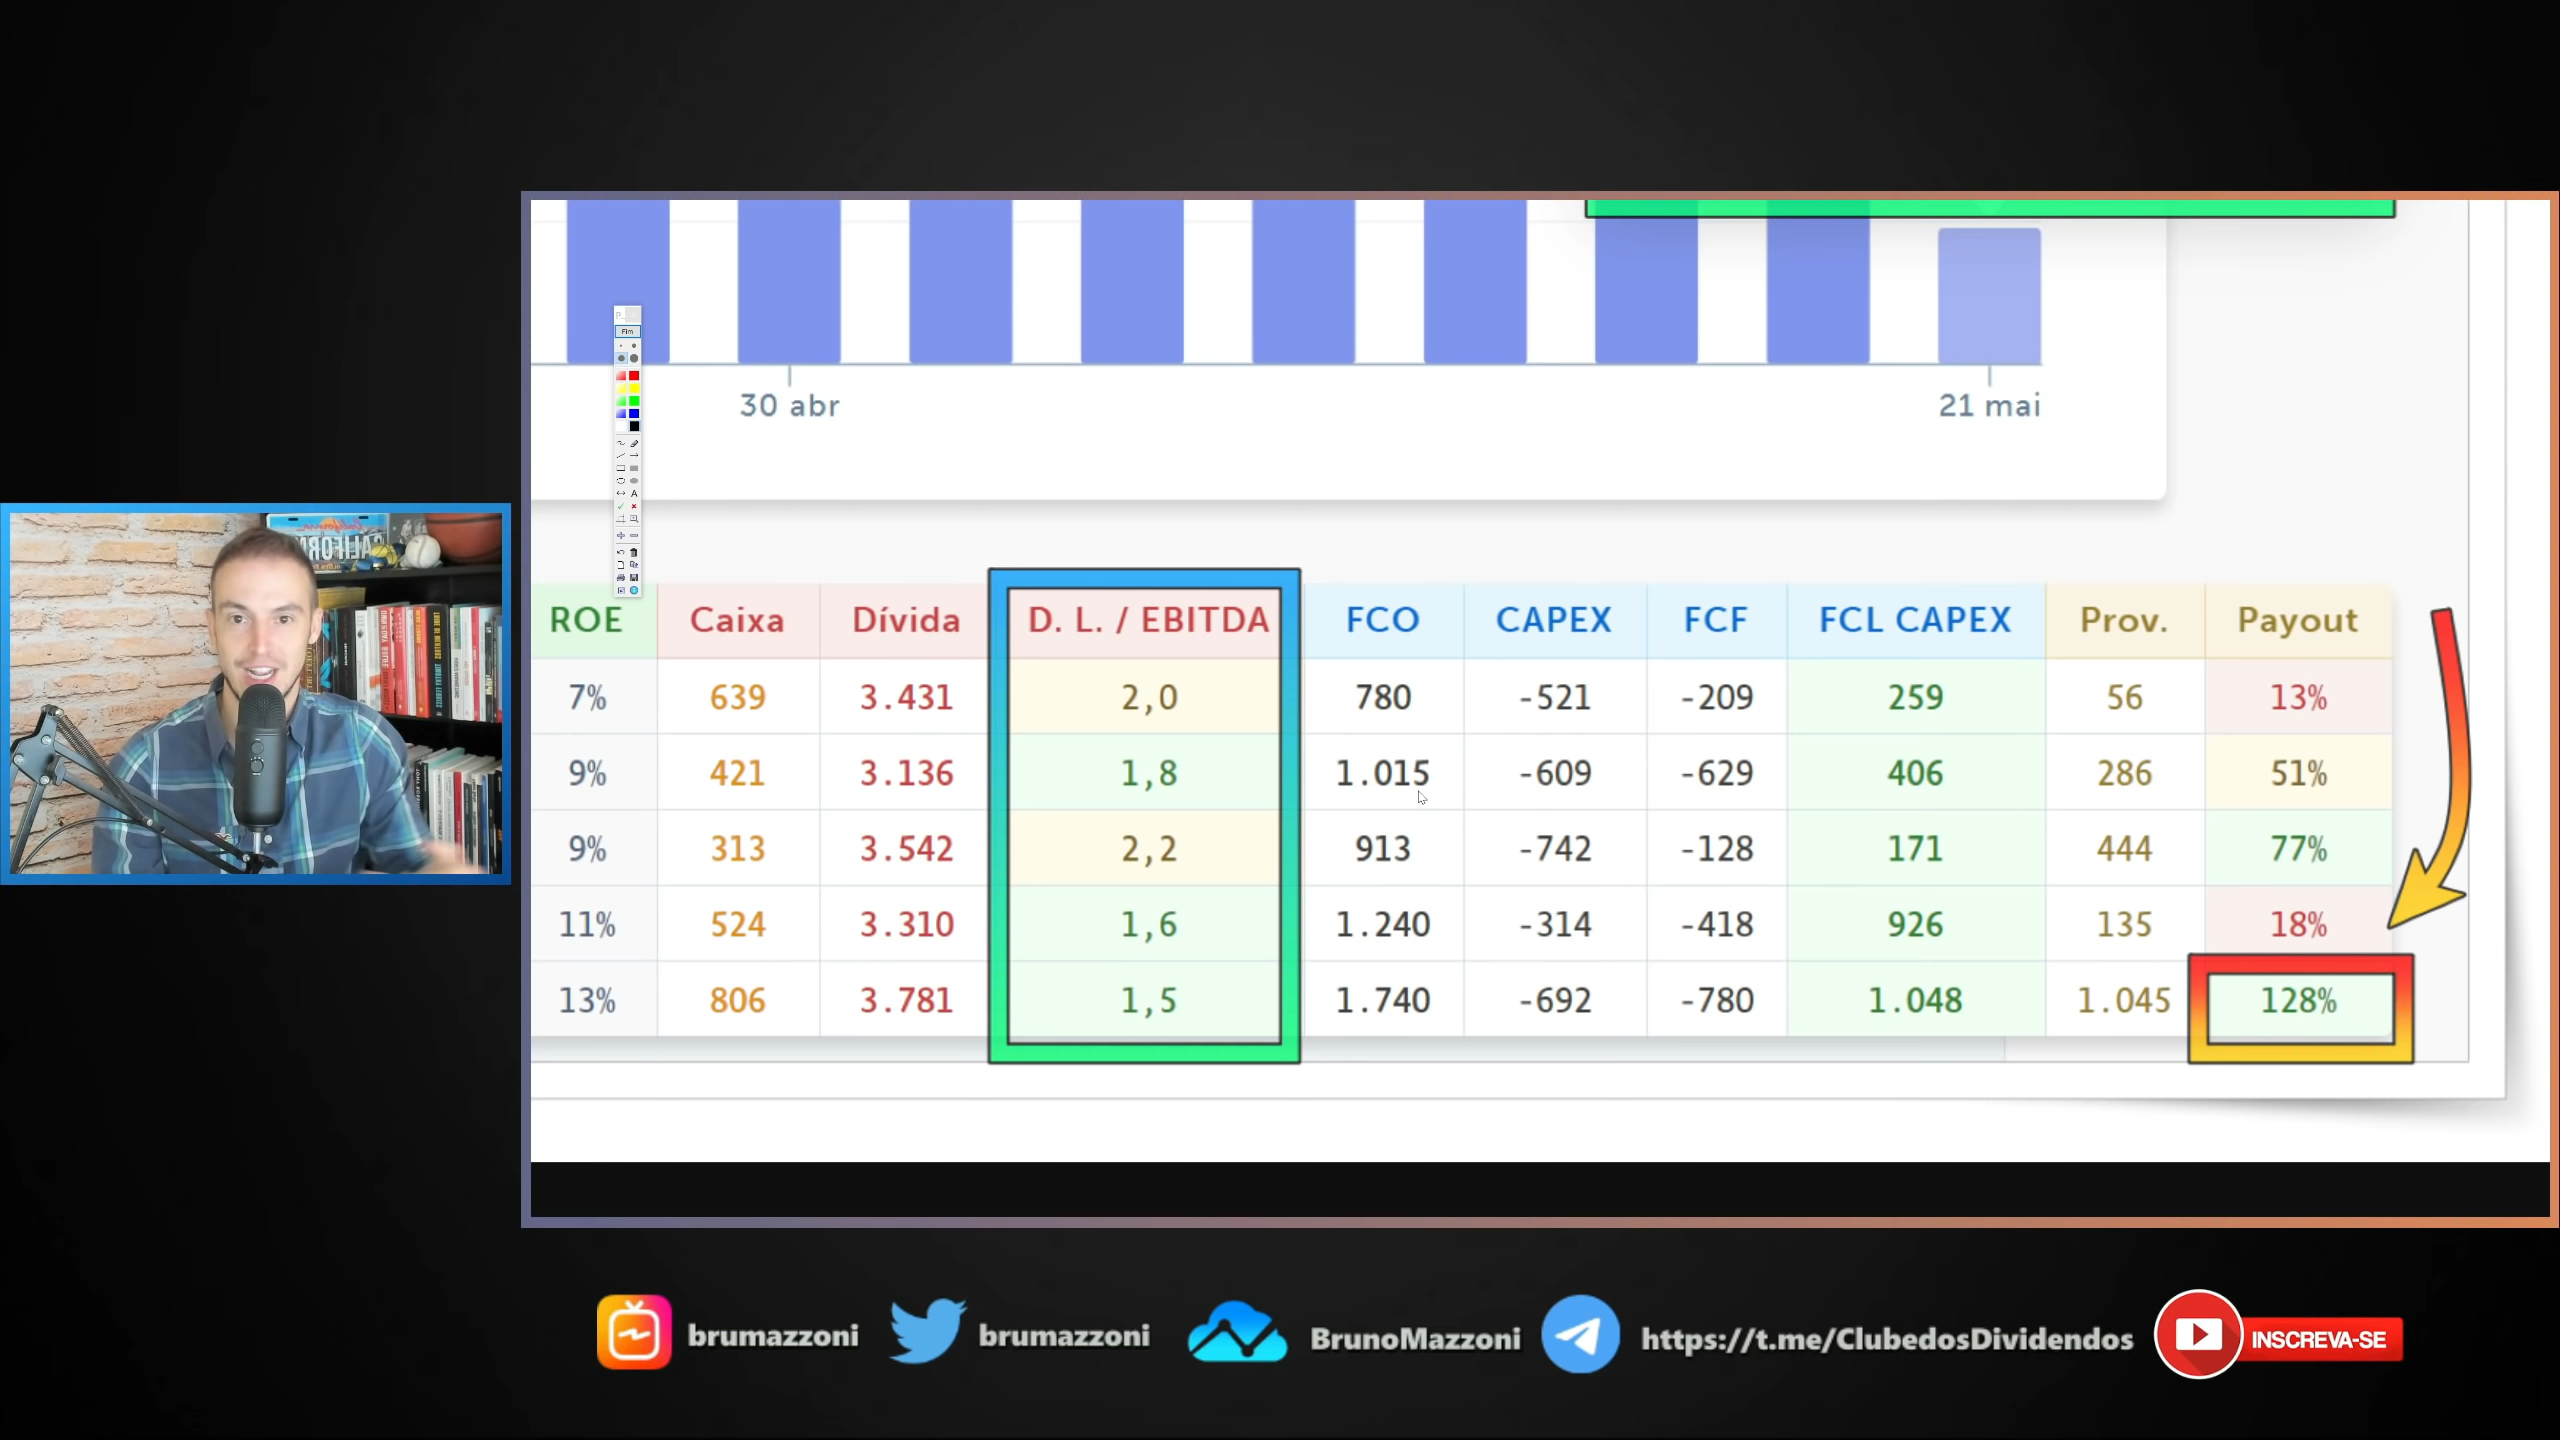 Fim
30 abr
21 mai
ROE Caixa Dívida D. L. / EBITDA FCO CAPEX FCF FCL CAPEX Prov. Payout
7% 639 3.431 2,0 780 -521 -209 259 56 13%
9% 421 3.136 1,8 1.015 -609 -629 406 286 51%
9% 313 3.542 2,2 913 -742 -128 171 444 77%
11% 524 3.310 1,6 1.240 -314 -418 926 135 18%
13% 806 3.781 1,5 1.740 -692 -780 1.048 1.045 128%
brumazzoni
brumazzoni
BrunoMazzoni
https://t.me/ClubedosDividendos
INSCREVA-SE